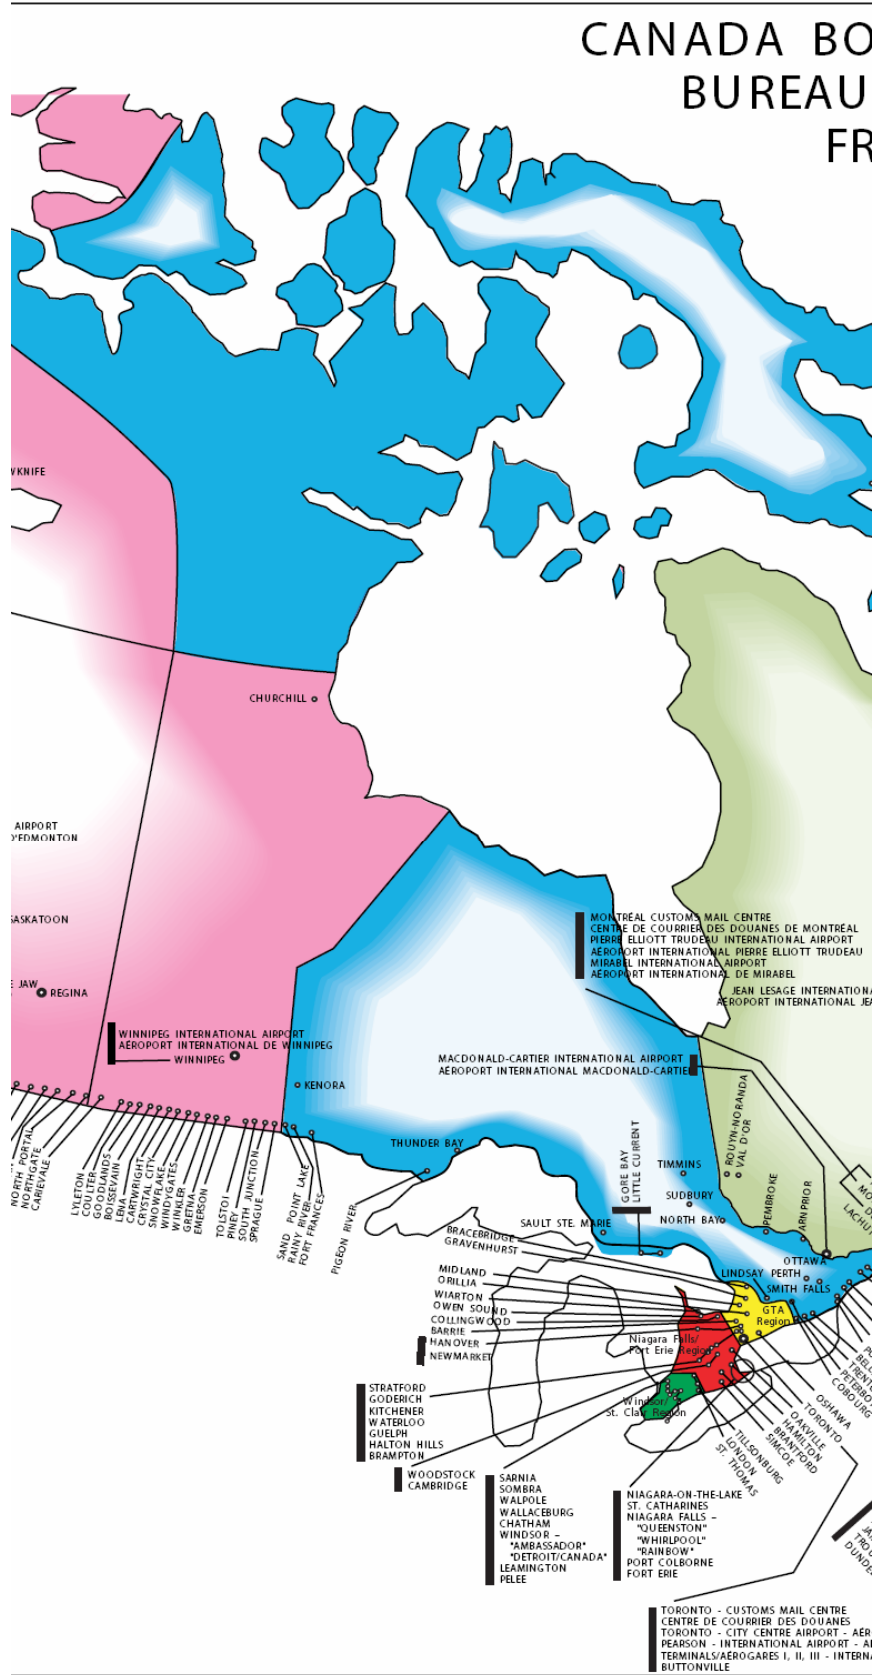 CANADA BO
BUREAU
FR
WKNIFE
CHURCHILL
AIRPORT
D'EDMONTON
SASKATOON
E JAW
REGINA
WINNIPEG INTERNATIONAL AIRPORT
AÉROPORT INTERNATIONAL DE WINNIPEG
WINNIPEG
MONTRÉAL CUSTOMS MAIL CENTRE
CENTRE DE COURRIER DES DOUANES DE MONTRÉAL
PIERRE ELLIOTT TRUDEAU INTERNATIONAL AIRPORT
AÉROPORT INTERNATIONAL PIERRE ELLIOTT TRUDEAU
MIRABEL INTERNATIONAL AIRPORT
AÉROPORT INTERNATIONAL DE MIRABEL
JEAN LESAGE INTERNATIONA
AÉROPORT INTERNATIONAL JEA
MACDONALD-CARTIER INTERNATIONAL AIRPORT
AÉROPORT INTERNATIONAL MACDONALD-CARTIE
KENORA
NORTH PORTAL
NORTHGATE
CARIEVALE
LYLETON
COULTER
GOODLANDS
BOISSEVAIN
LENA
CARTWRIGHT
CRYSTAL CITY
SNOWFLAKE
WINDYGATES
WINKLER
GRETNA
EMERSON
TOLSTOI
PINEY
SOUTH JUNCTION
SPRAGUE
SAND POINT LAKE
RAINY RIVER
FORT FRANCES
PIGEON RIVER
THUNDER BAY
ROUYN-NORANDA
VAL D'OR
GORE BAY
LITTLE CURRENT
TIMMINS
SUDBURY
NORTH BAY
SAULT STE. MARIE
PEMBROKE
ARNPRIOR
MO
D
LACHUT
OTTAWA
BRACEBRIDGE
GRAVENHURST
LINDSAY
PERTH
SMITH FALLS
MIDLAND
ORILLIA
WIARTON
OWEN SOUND
COLLINGWOOD
BARRIE
HANOVER
NEWMARKET
GTA
Region
Niagara Falls/
Fort Erie Region
Windsor/
St. Clair Region
BELL
TRENT
PETERBO
COBOURG
OSHAWA
TORONTO
OAKVILLE
HAMILTON
BRANTFORD
SIMCOE
TILLSONBURG
LONDON
ST. THOMAS
STRATFORD
GODERICH
KITCHENER
WATERLOO
GUELPH
HALTON HILLS
BRAMPTON
WOODSTOCK
CAMBRIDGE
SARNIA
SOMBRA
WALPOLE
WALLACEBURG
CHATHAM
WINDSOR –
"AMBASSADOR"
"DETROIT/CANADA"
LEAMINGTON
PELEE
NIAGARA-ON-THE-LAKE
ST. CATHARINES
NIAGARA FALLS –
"QUEENSTON"
"WHIRLPOOL"
"RAINBOW"
PORT COLBORNE
FORT ERIE
TROU
DUNDE
TORONTO - CUSTOMS MAIL CENTRE
CENTRE DE COURRIER DES DOUANES
TORONTO - CITY CENTRE AIRPORT - AÉR
PEARSON - INTERNATIONAL AIRPORT - A
TERMINALS/AÉROGARES I, II, III - INTERNA
BUTTONVILLE